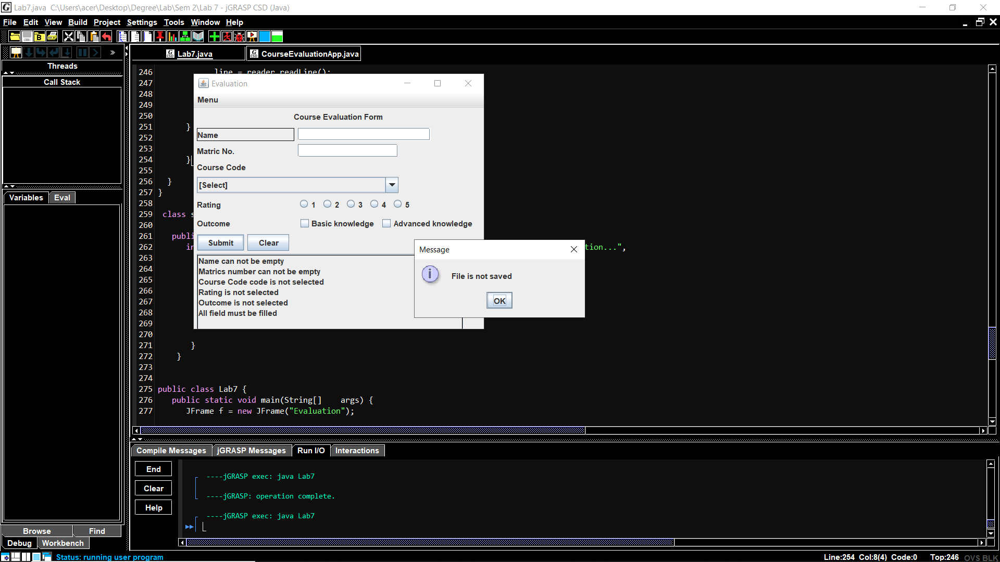 Lab7.java  C:\Users\acer\Desktop\Degree\Lab\Sem 2\Lab 7 - jGRASP CSD (Java)
File Edit View Build Project Settings Tools Window Help
Threads
Call Stack
Variables Eval
Browse Find
Debug Workbench
Lab7.java CourseEvaluationApp.java
246 line = reader.readLine();
247
248
249
250
251 }
252
253
254 }
255
256 }
257 }
258
259 class s
260
261 publi
262 in tion...",
263
264
265
266
267
268
269
270
271 }
272 }
273
274
275 public class Lab7 {
276 public static void main(String[] args) {
277 JFrame f = new JFrame("Evaluation");
Evaluation
Menu
Course Evaluation Form
Name
Matric No.
Course Code
[Select]
Rating 1 2 3 4 5
Outcome Basic knowledge Advanced knowledge
Submit Clear
Name can not be empty
Matrics number can not be empty
Course Code code is not selected
Rating is not selected
Outcome is not selected
All field must be filled
Message
File is not saved
OK
Compile Messages jGRASP Messages Run I/O Interactions
End
Clear
Help
----jGRASP exec: java Lab7
----jGRASP: operation complete.
----jGRASP exec: java Lab7
Status: running user program
Line:254 Col:8(4) Code:0 Top:246 OVS BLK